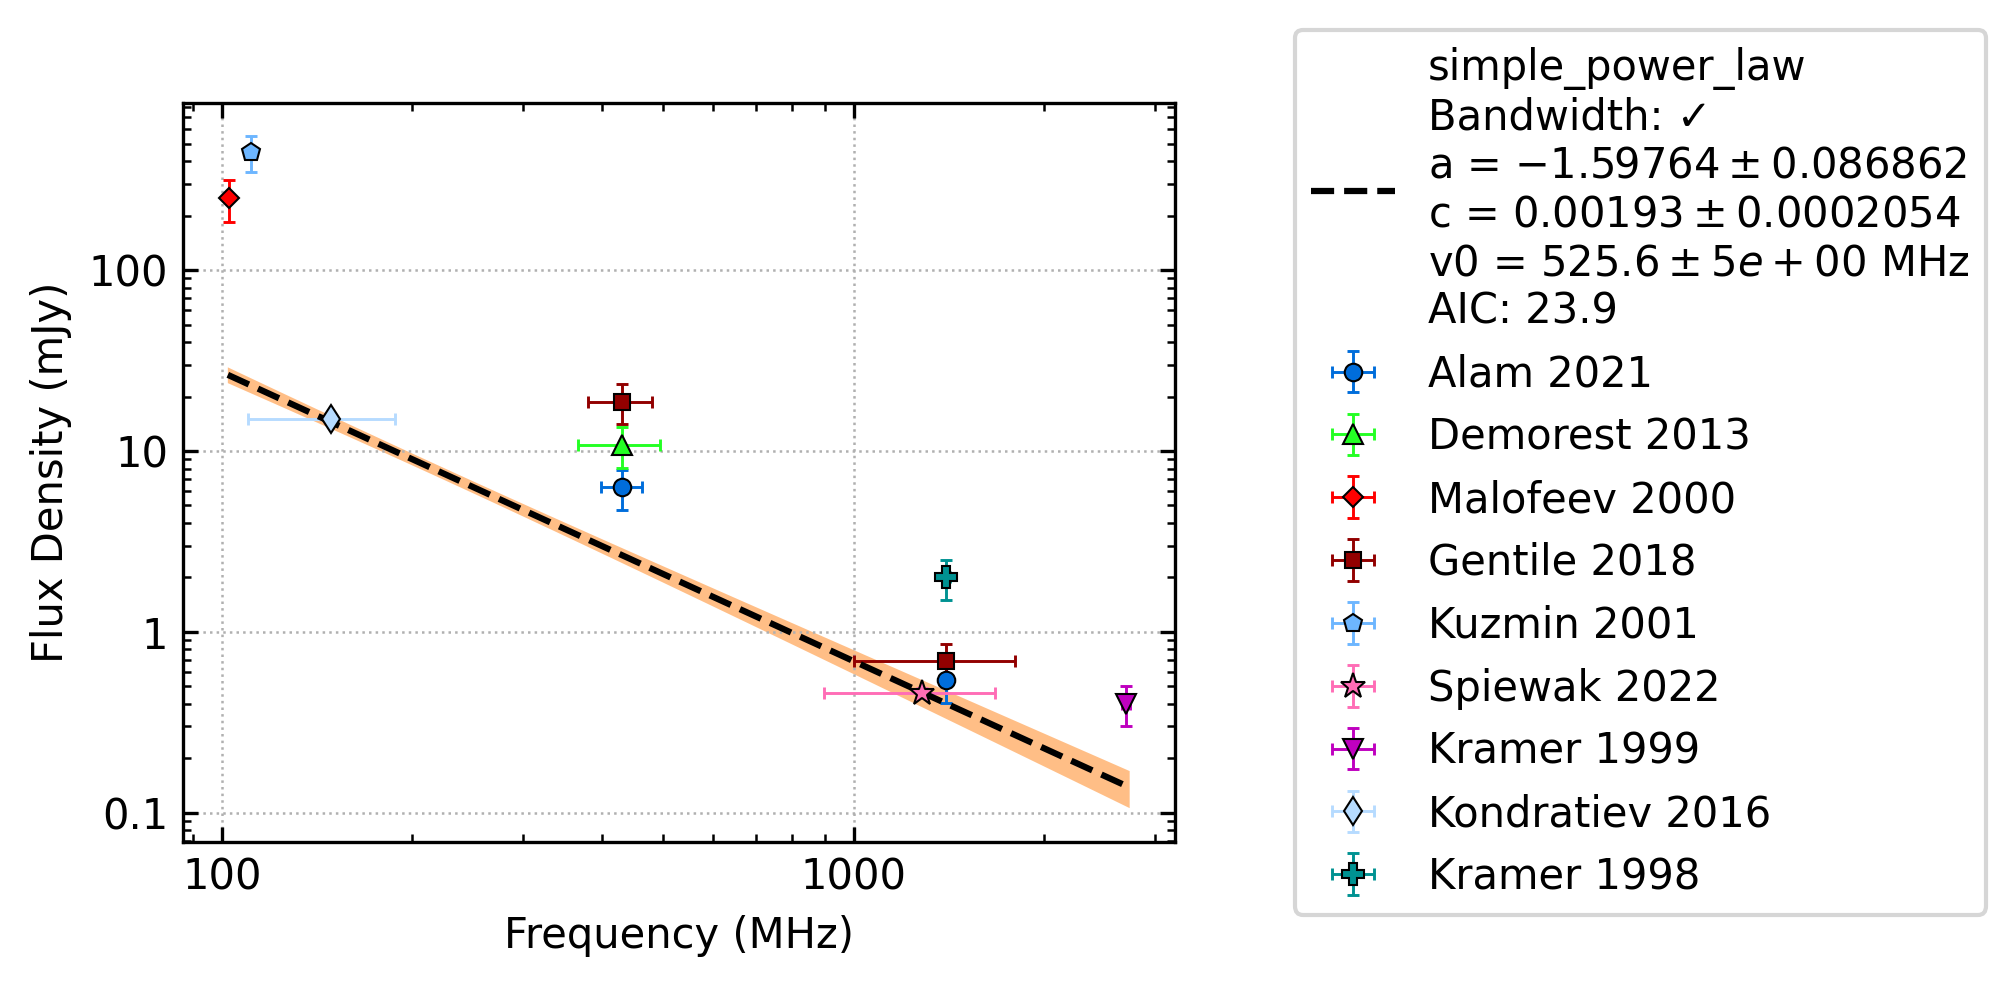 simple_power_law
Bandwidth: ✓
a = −1.59764 ± 0.086862
c = 0.00193 ± 0.0002054
v0 = 525.6 ± 5e + 00 MHz
AIC: 23.9
Alam 2021
Demorest 2013
Malofeev 2000
Gentile 2018
Kuzmin 2001
Spiewak 2022
Kramer 1999
Kondratiev 2016
Kramer 1998
Flux Density (mJy)
100
10
1
0.1
100
1000
Frequency (MHz)